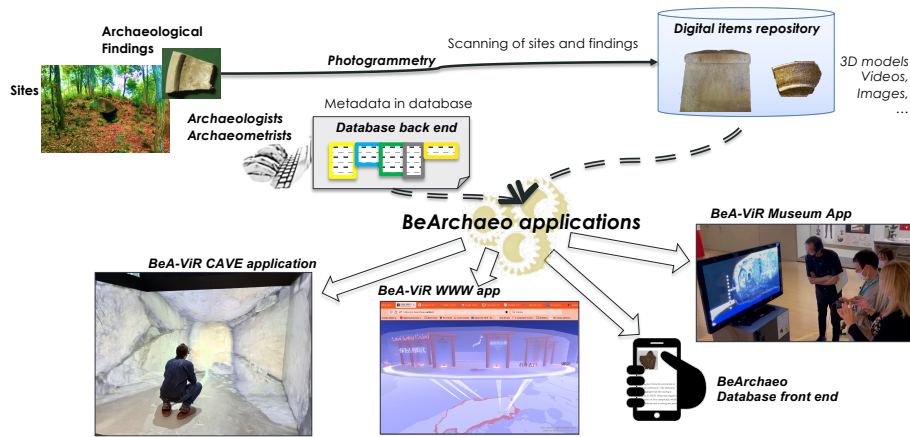 Archaeological
Findings
Sites
Photogrammetry
Scanning of sites and findings
Digital items repository
3D models
Videos,
Images,
...
Metadata in database
Archaeologists
Archaeometrists
Database back end
BeArchaeo applications
BeA-ViR Museum App
BeA-ViR CAVE application
BeA-ViR WWW app
BeArchaeo
Database front end